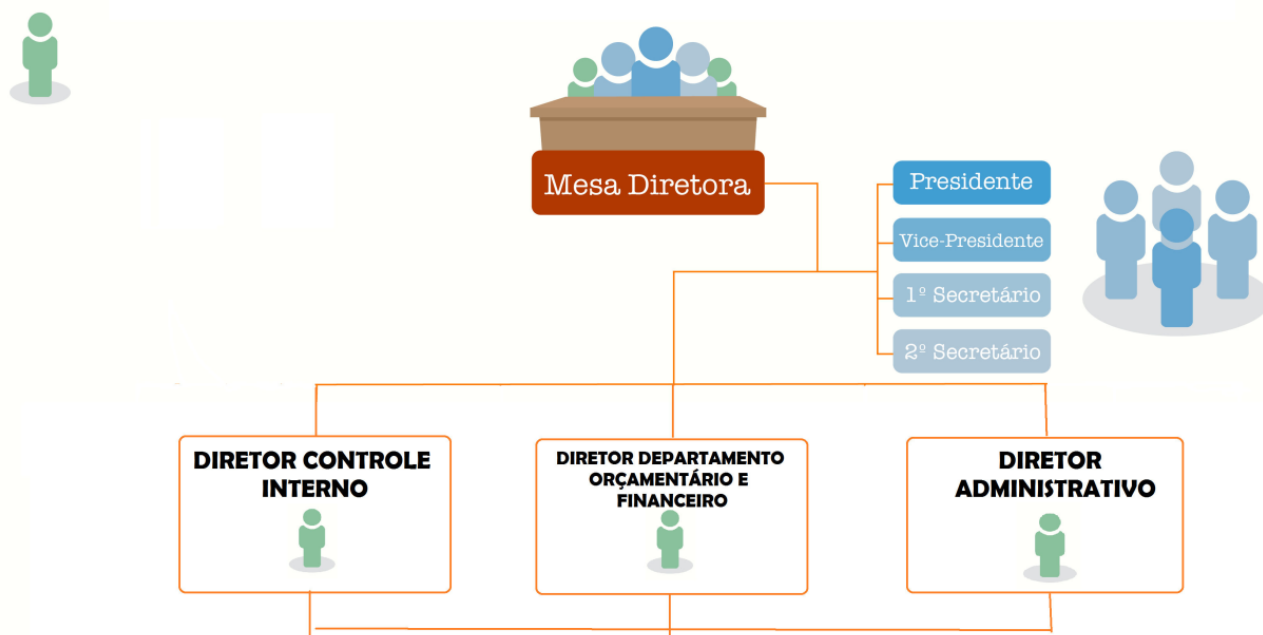 Mesa Diretora
Presidente
Vice-Presidente
1º Secretário
2º Secretário
DIRETOR CONTROLE
INTERNO
DIRETOR DEPARTAMENTO
ORÇAMENTÁRIO E
FINANCEIRO
DIRETOR
ADMINISTRATIVO